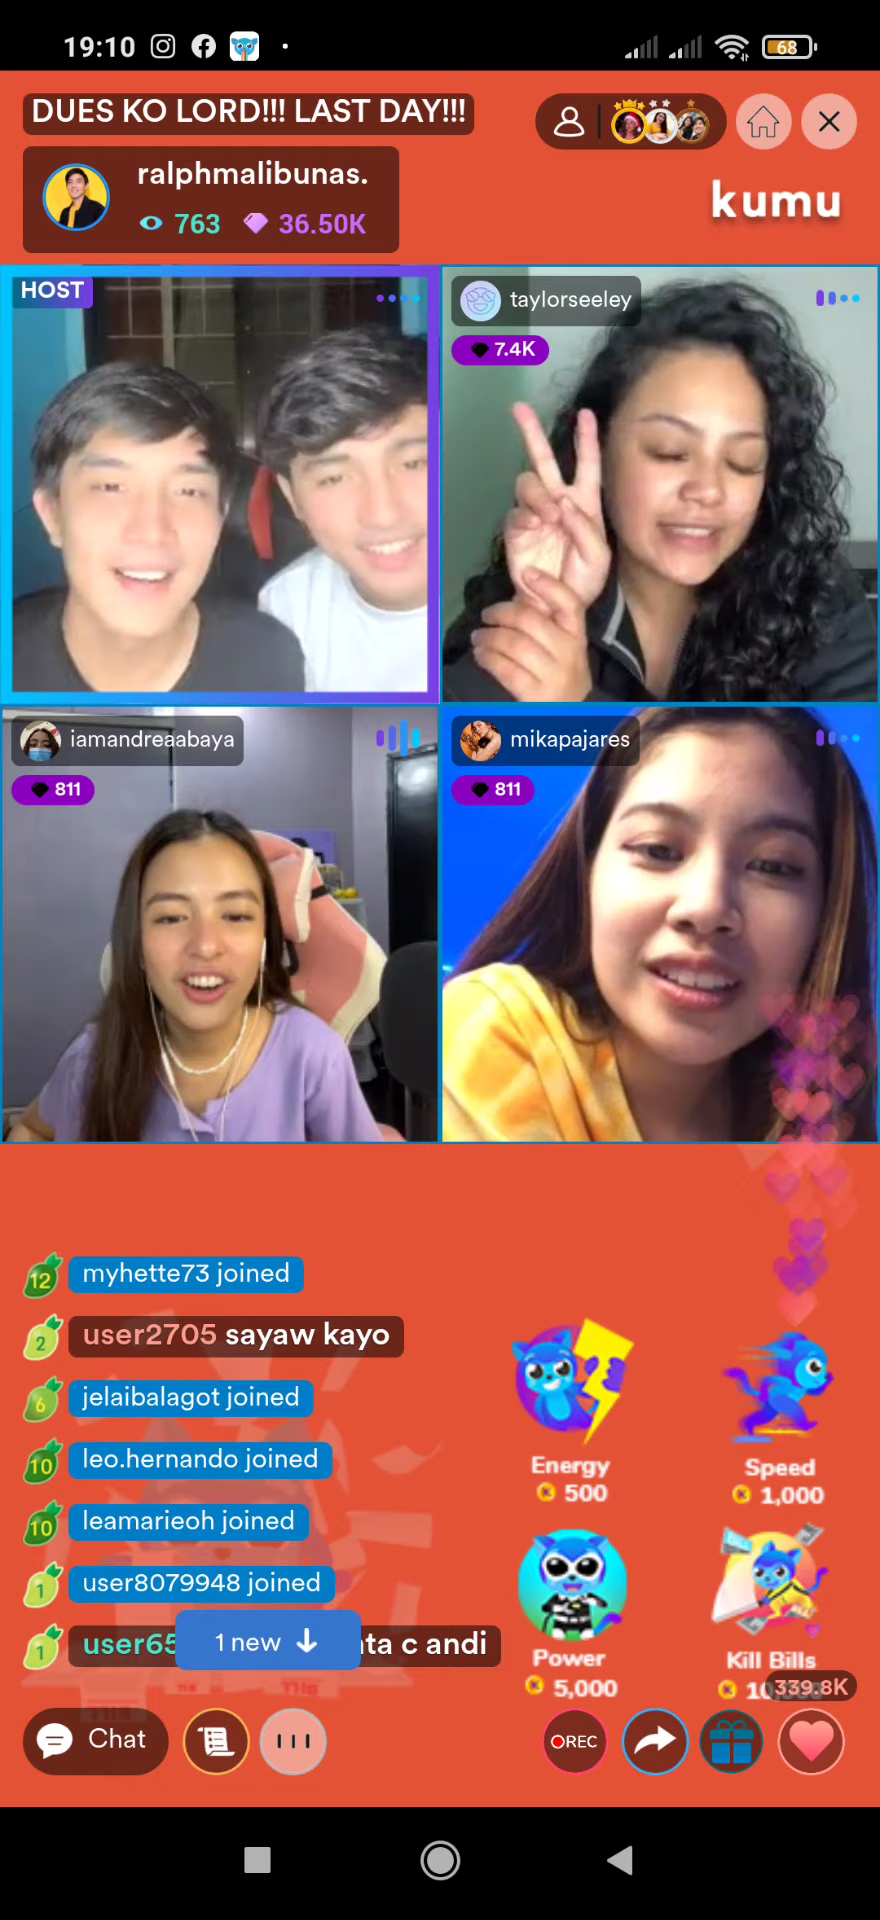 19:10
68
DUES KO LORD!!! LAST DAY!!!
ralphmalibunas.
763 36.50K
kumu
HOST
taylorseeley
7.4K
iamandreaabaya
811
mikapajares
811
12 myhette73 joined
2 user2705 sayaw kayo
6 jelaibalagot joined
10 leo.hernando joined
10 leamarieoh joined
1 user8079948 joined
1 c andi
1 new
Energy
500
Speed
1,000
Power
5,000
Kill Bills
339.8K
Chat
REC